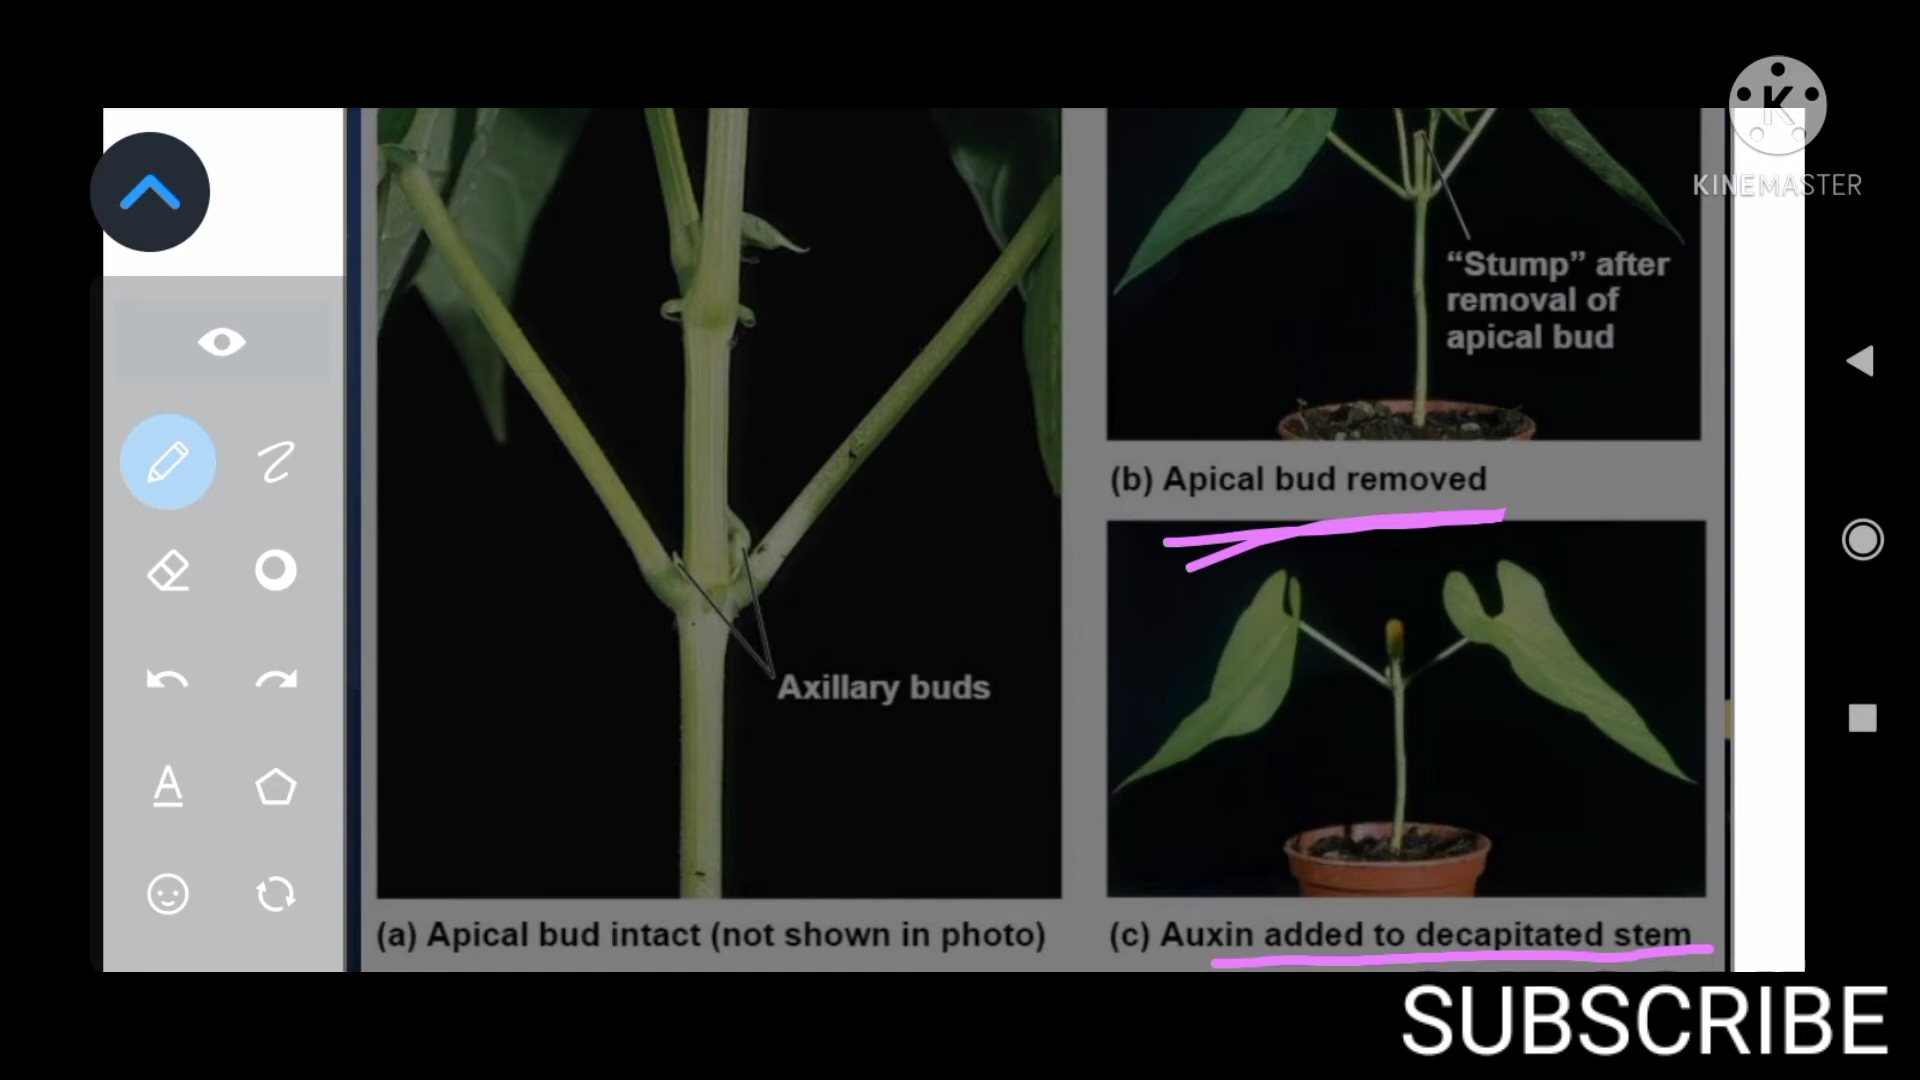 KINEMASTER
“Stump” after
removal of
apical bud
(b) Apical bud removed
Axillary buds
(a) Apical bud intact (not shown in photo)
(c) Auxin added to decapitated stem
SUBSCRIBE